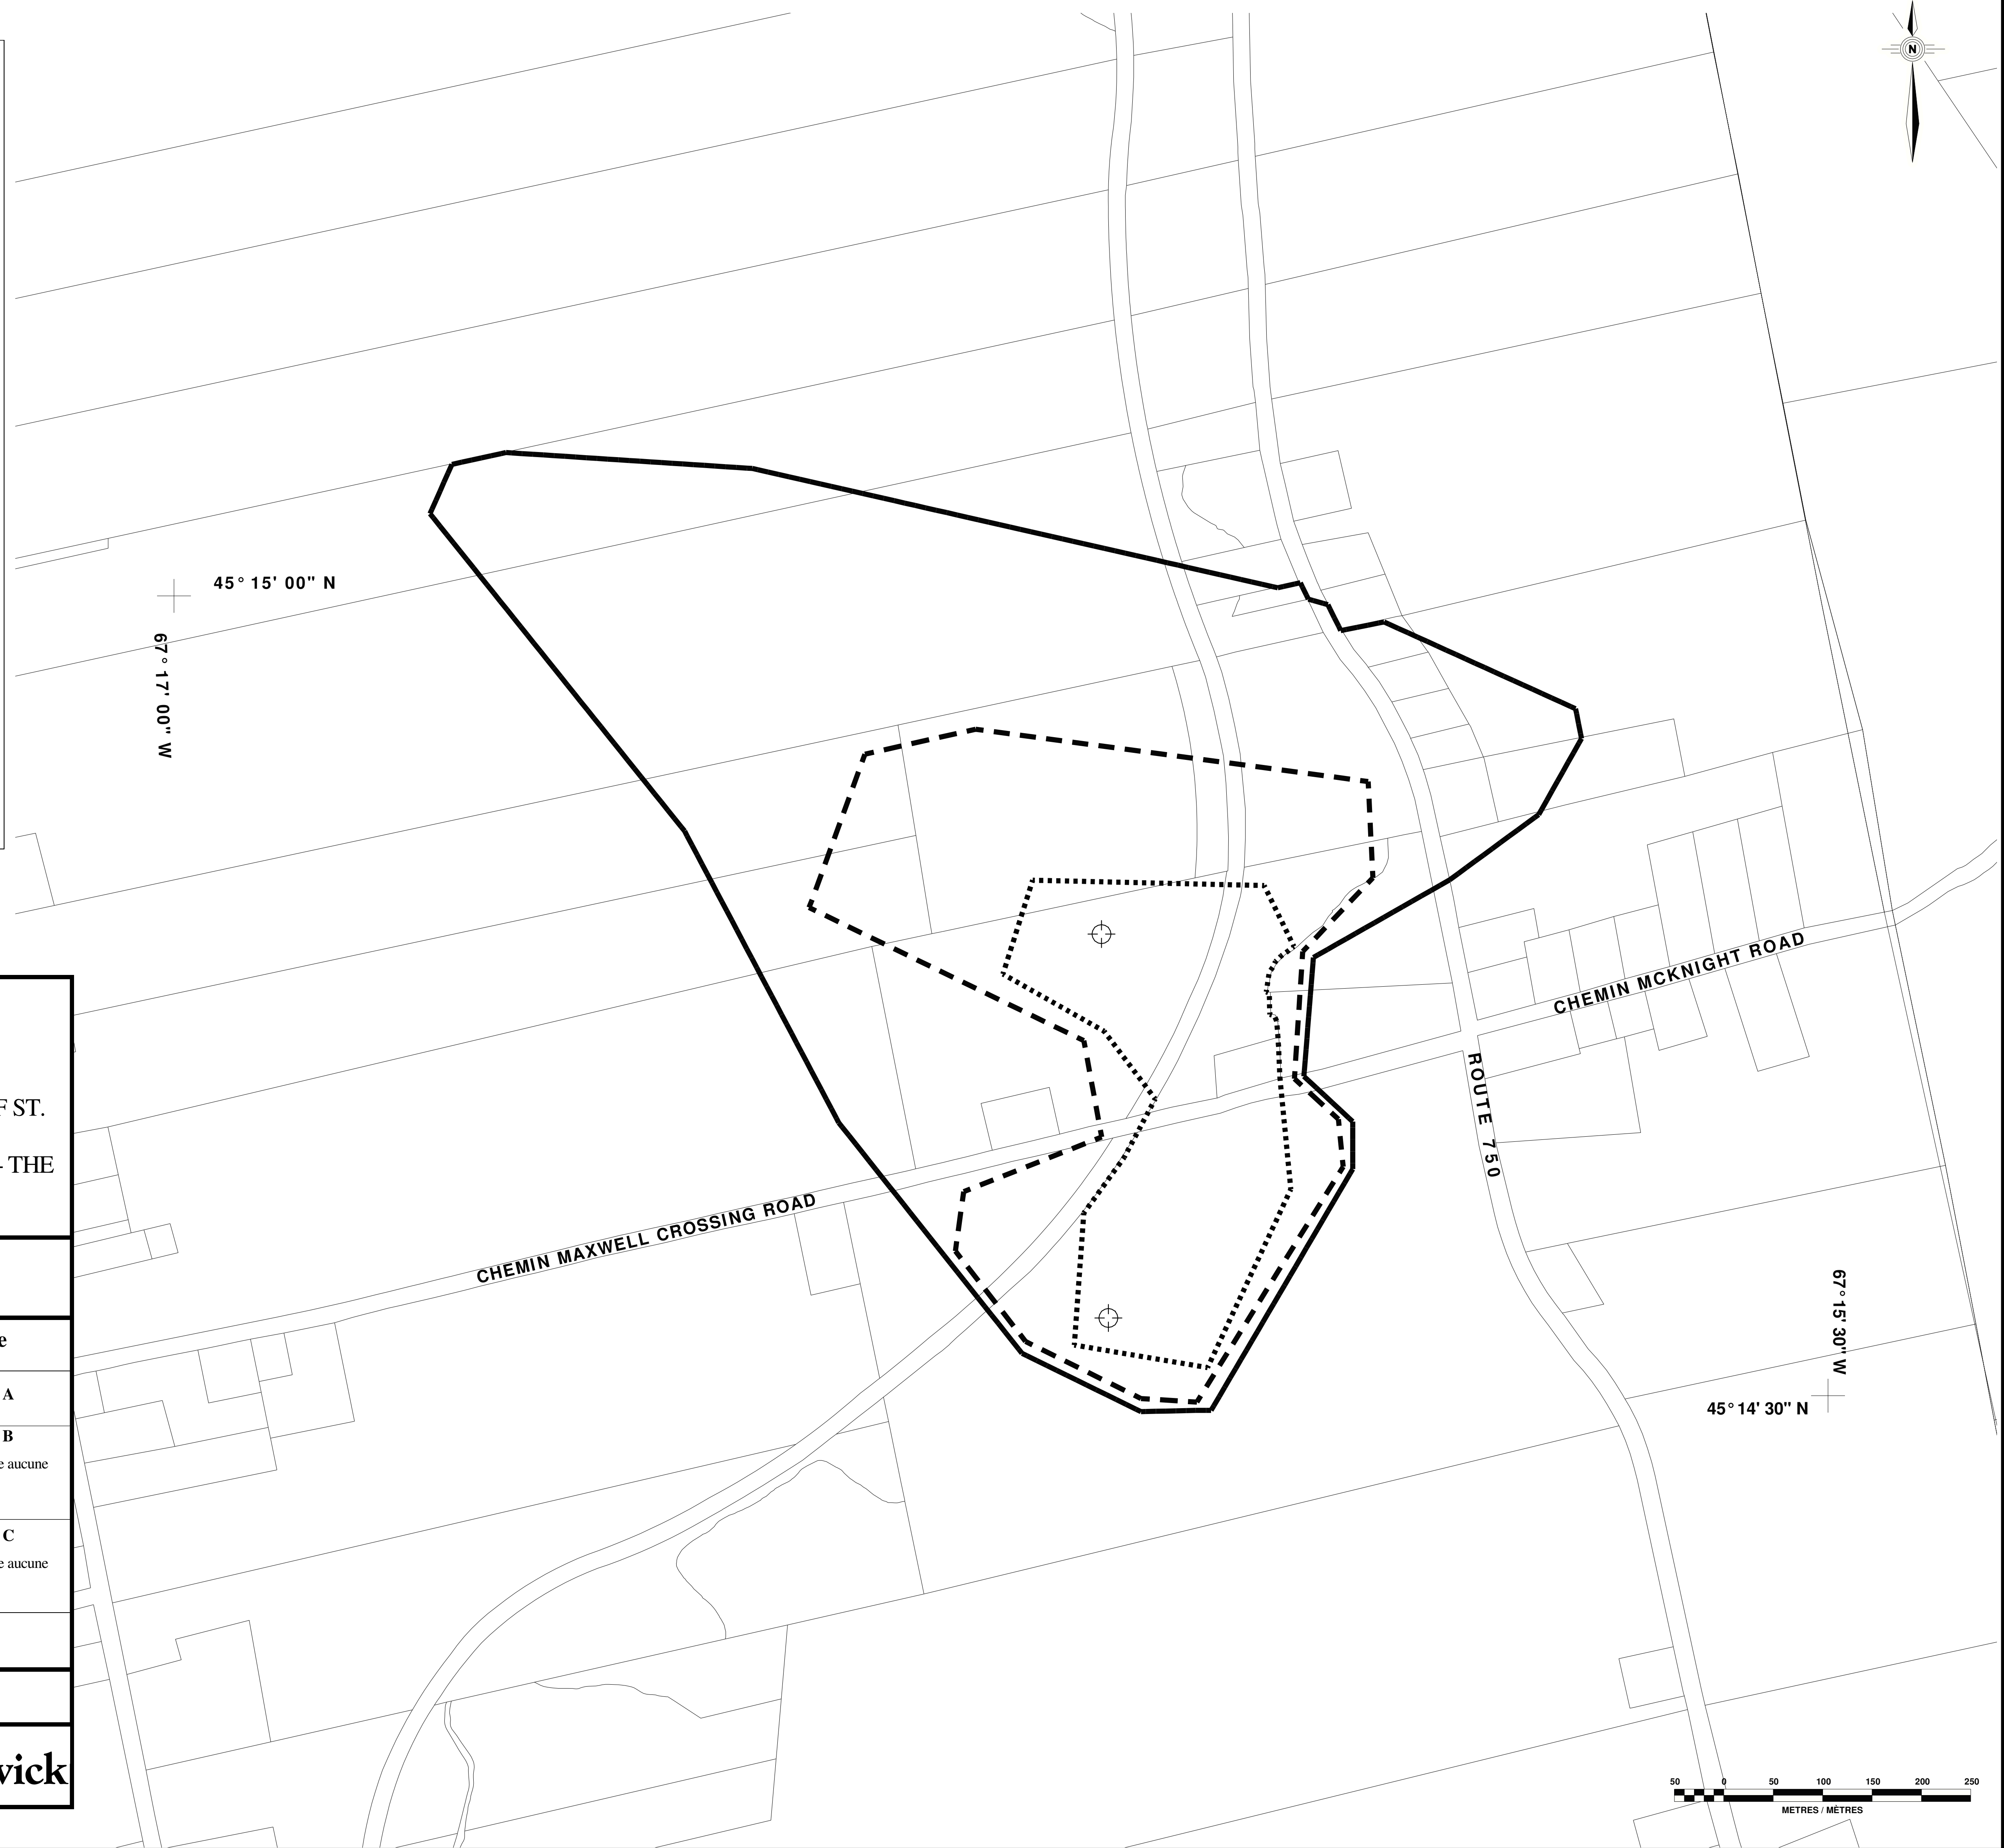 N
45° 15' 00" N
67° 17' 00" W
F ST.
- THE
e
A
B
e aucune
C
e aucune
wick
CHEMIN MCKNIGHT ROAD
ROUTE 750
CHEMIN MAXWELL CROSSING ROAD
67° 15' 30" W
45° 14' 30" N
50 0 50 100 150 200 250
METRES / MÈTRES